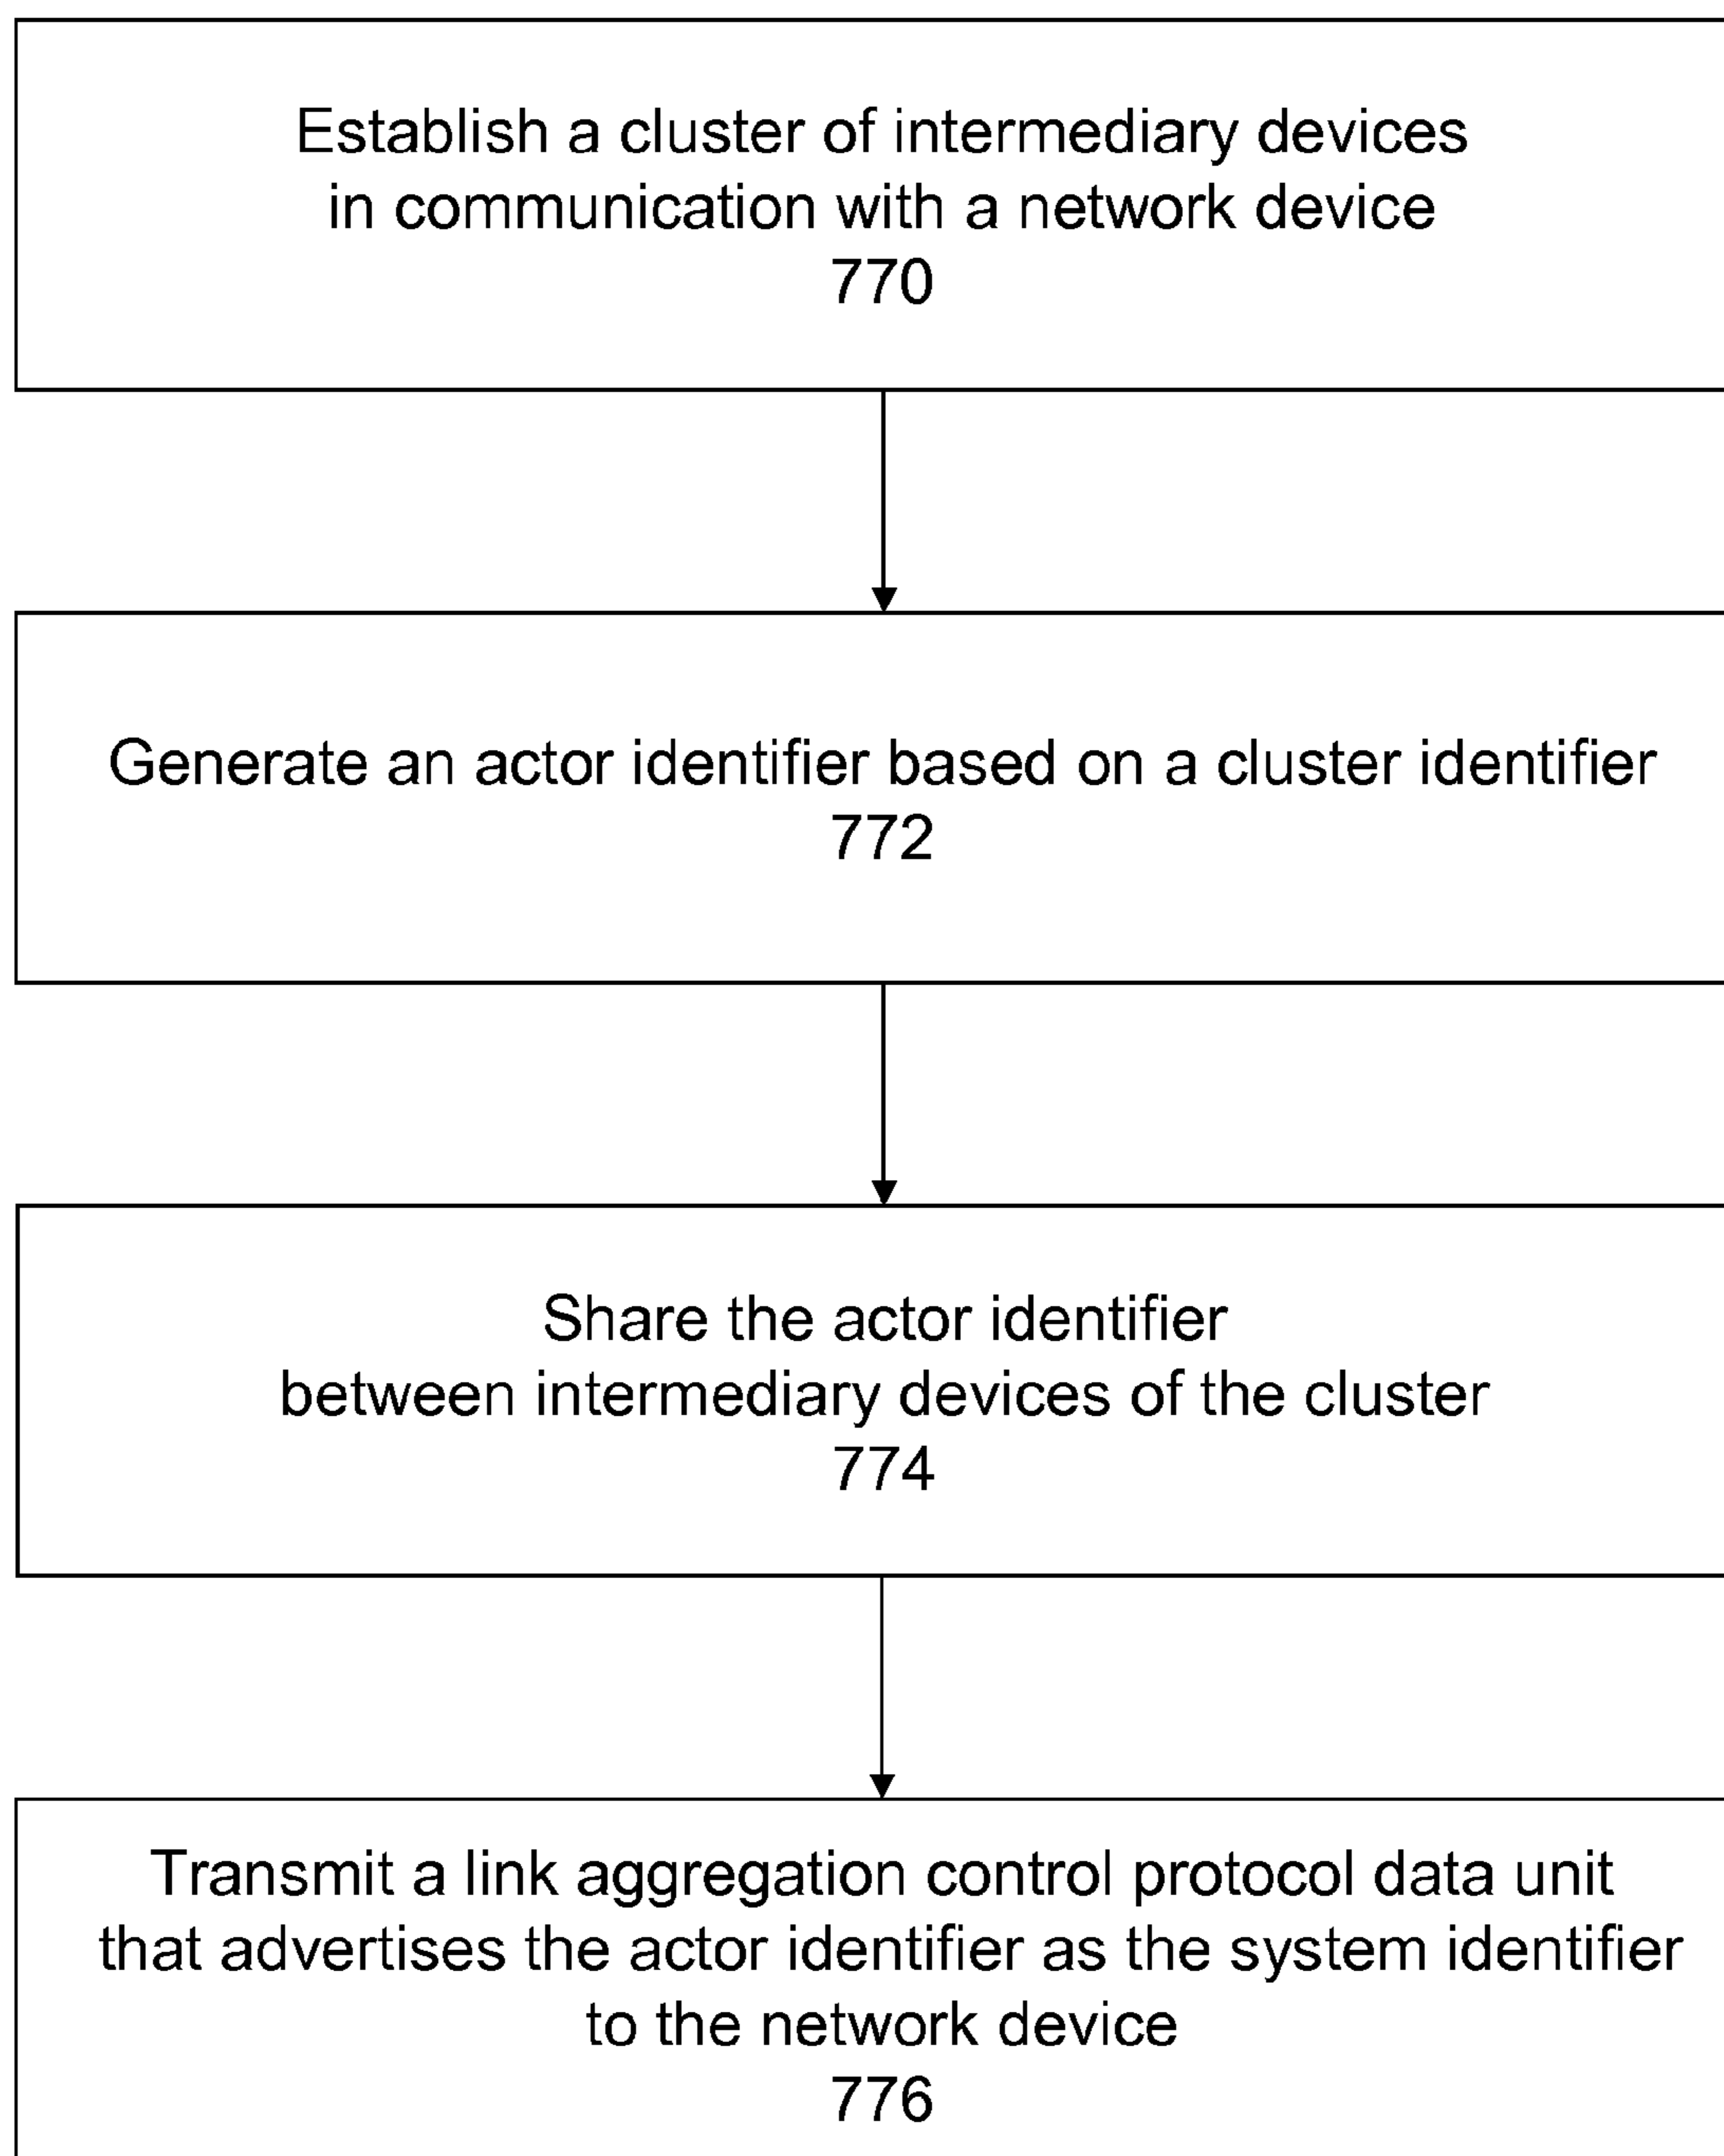 Establish a cluster of intermediary devices
in communication with a network device
770
Generate an actor identifier based on a cluster identifier
772
Share the actor identifier
between intermediary devices of the cluster
774
Transmit a link aggregation control protocol data unit
that advertises the actor identifier as the system identifier
to the network device
776